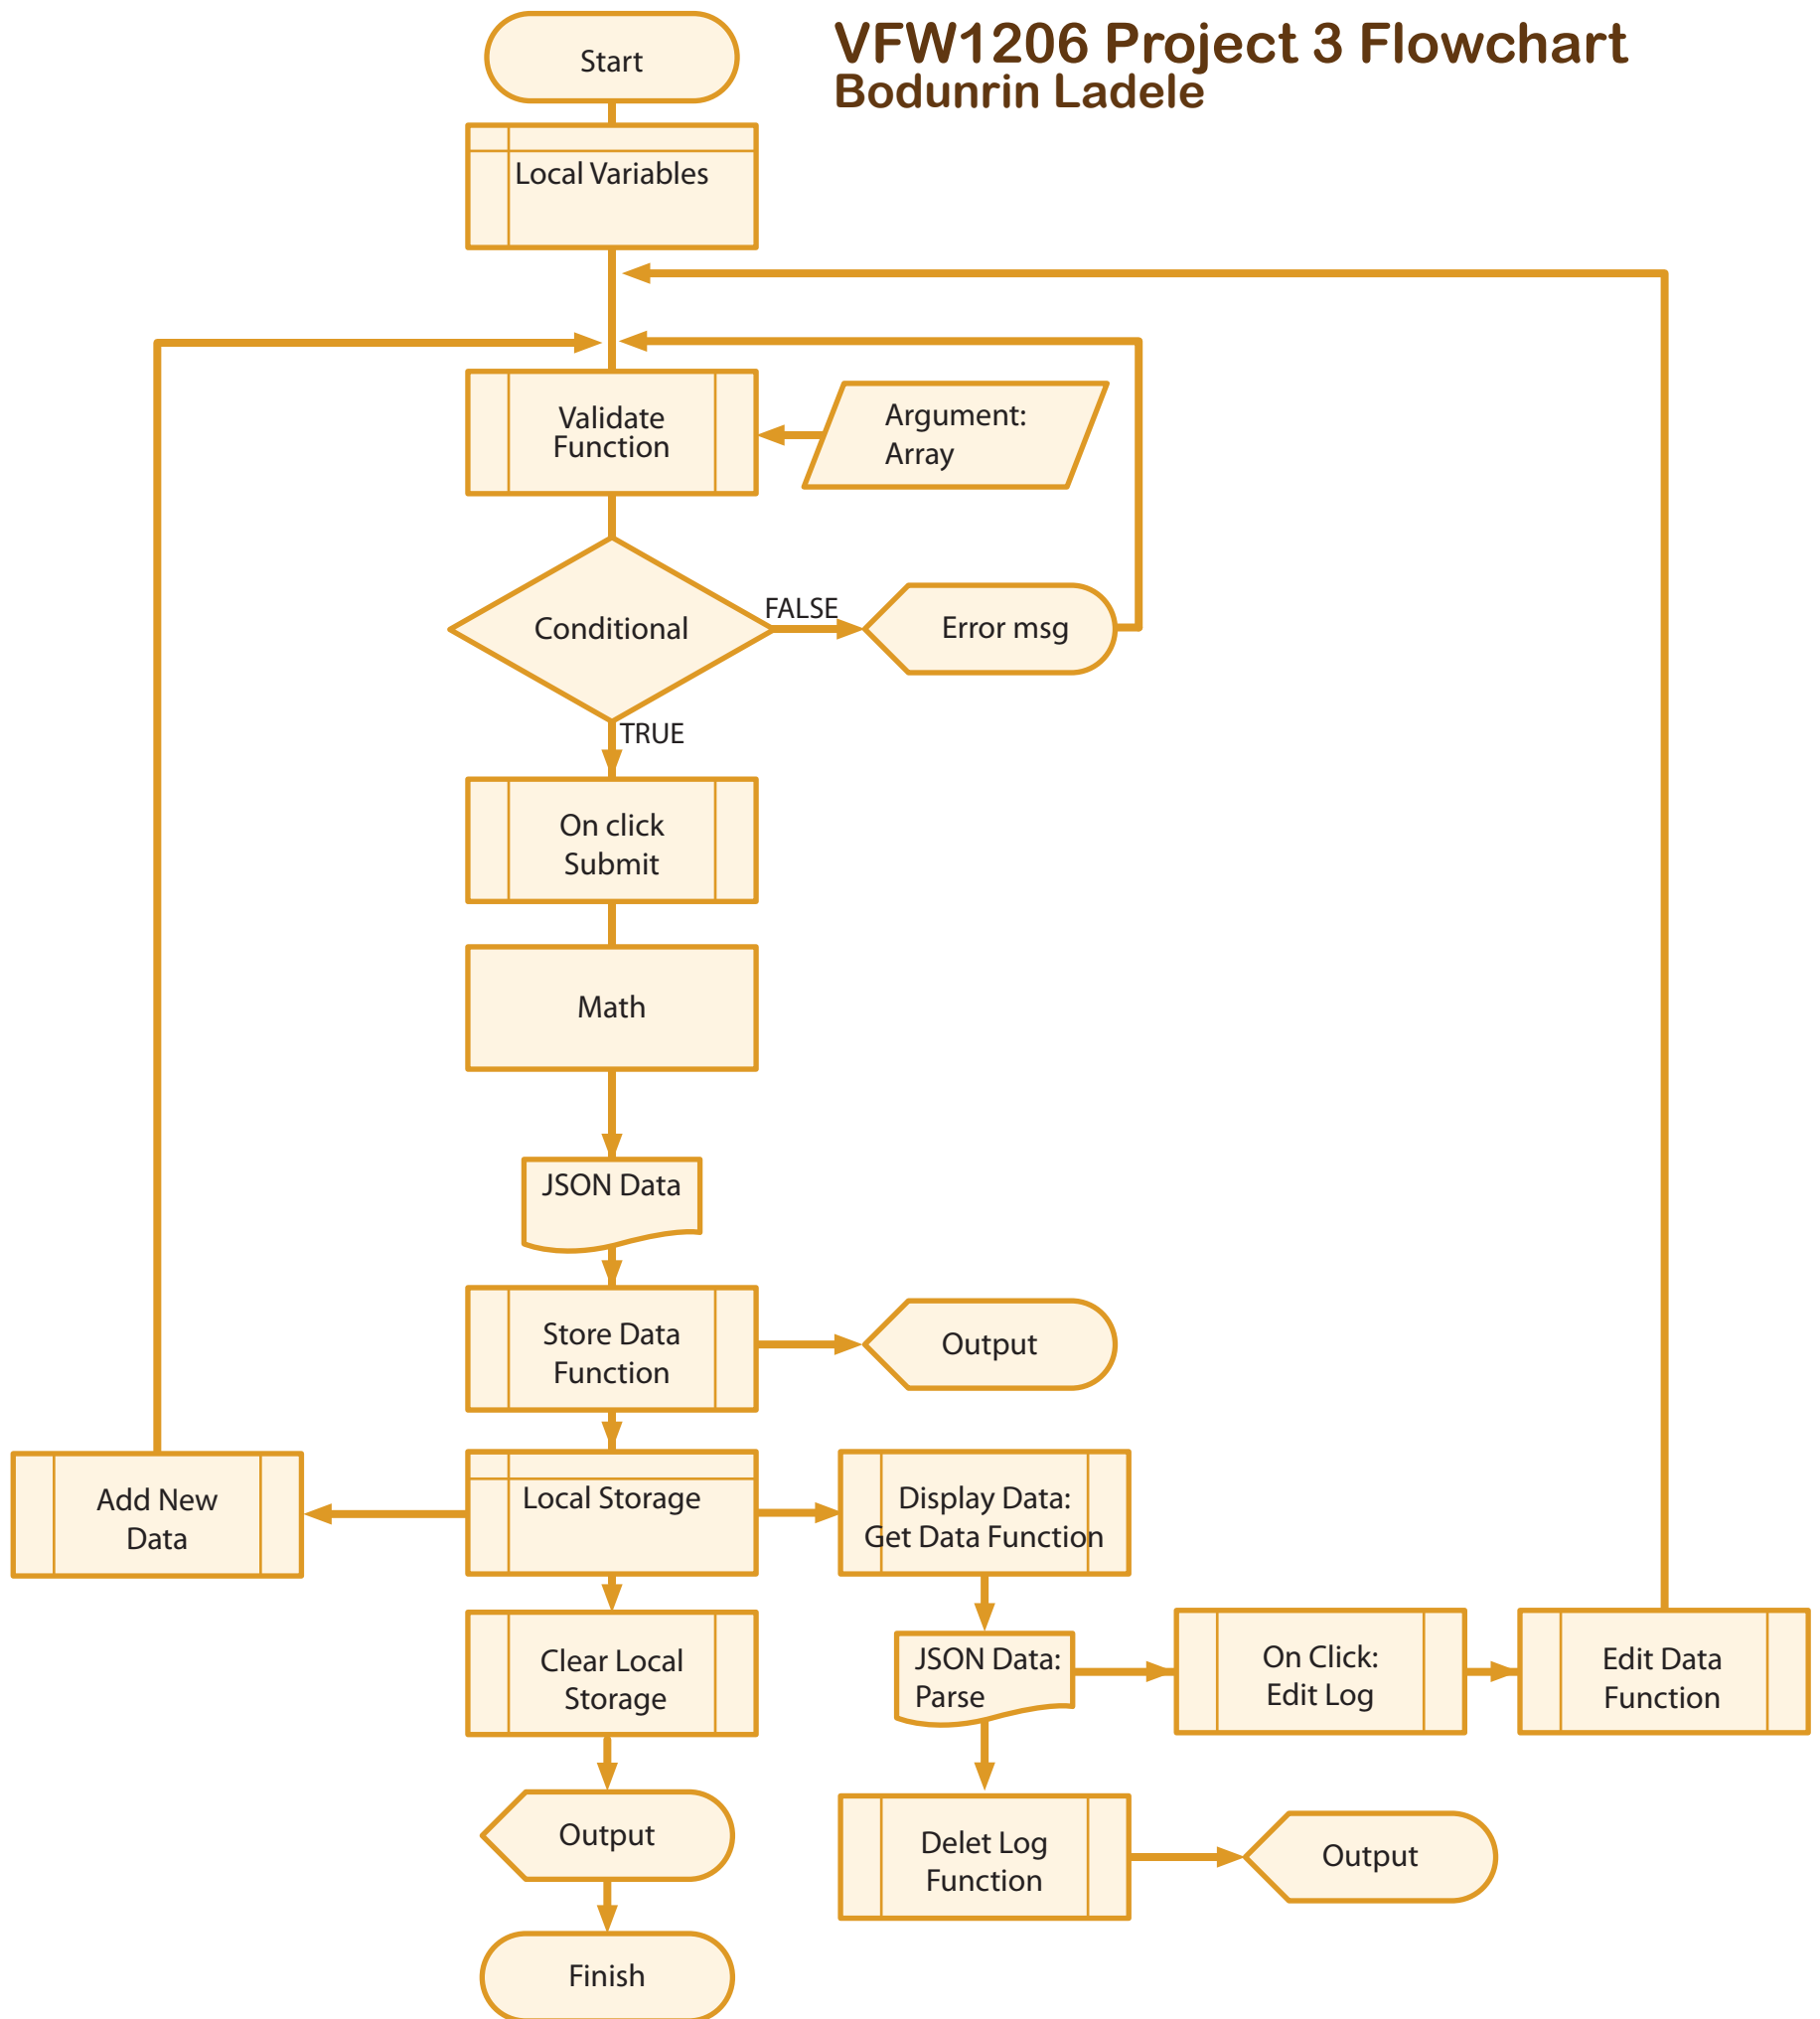 VFW1206 Project 3 Flowchart
Bodunrin Ladele
Start
Local Variables
Validate
Function
Argument:
Array
Conditional
FALSE
Error msg
TRUE
On click
Submit
Math
JSON Data
Store Data
Function
Output
Add New
Data
Local Storage
Display Data:
Get Data Function
Clear Local
Storage
JSON Data:
Parse
On Click:
Edit Log
Edit Data
Function
Output
Delet Log
Function
Output
Finish